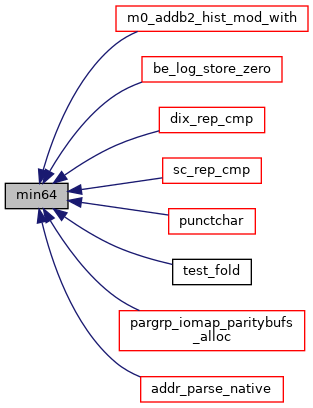 m0_addb2_hist_mod_with
be_log_store_zero
dix_rep_cmp
sc_rep_cmp
min64
punctchar
test_fold
pargrp_iomap_paritybufs
_alloc
addr_parse_native